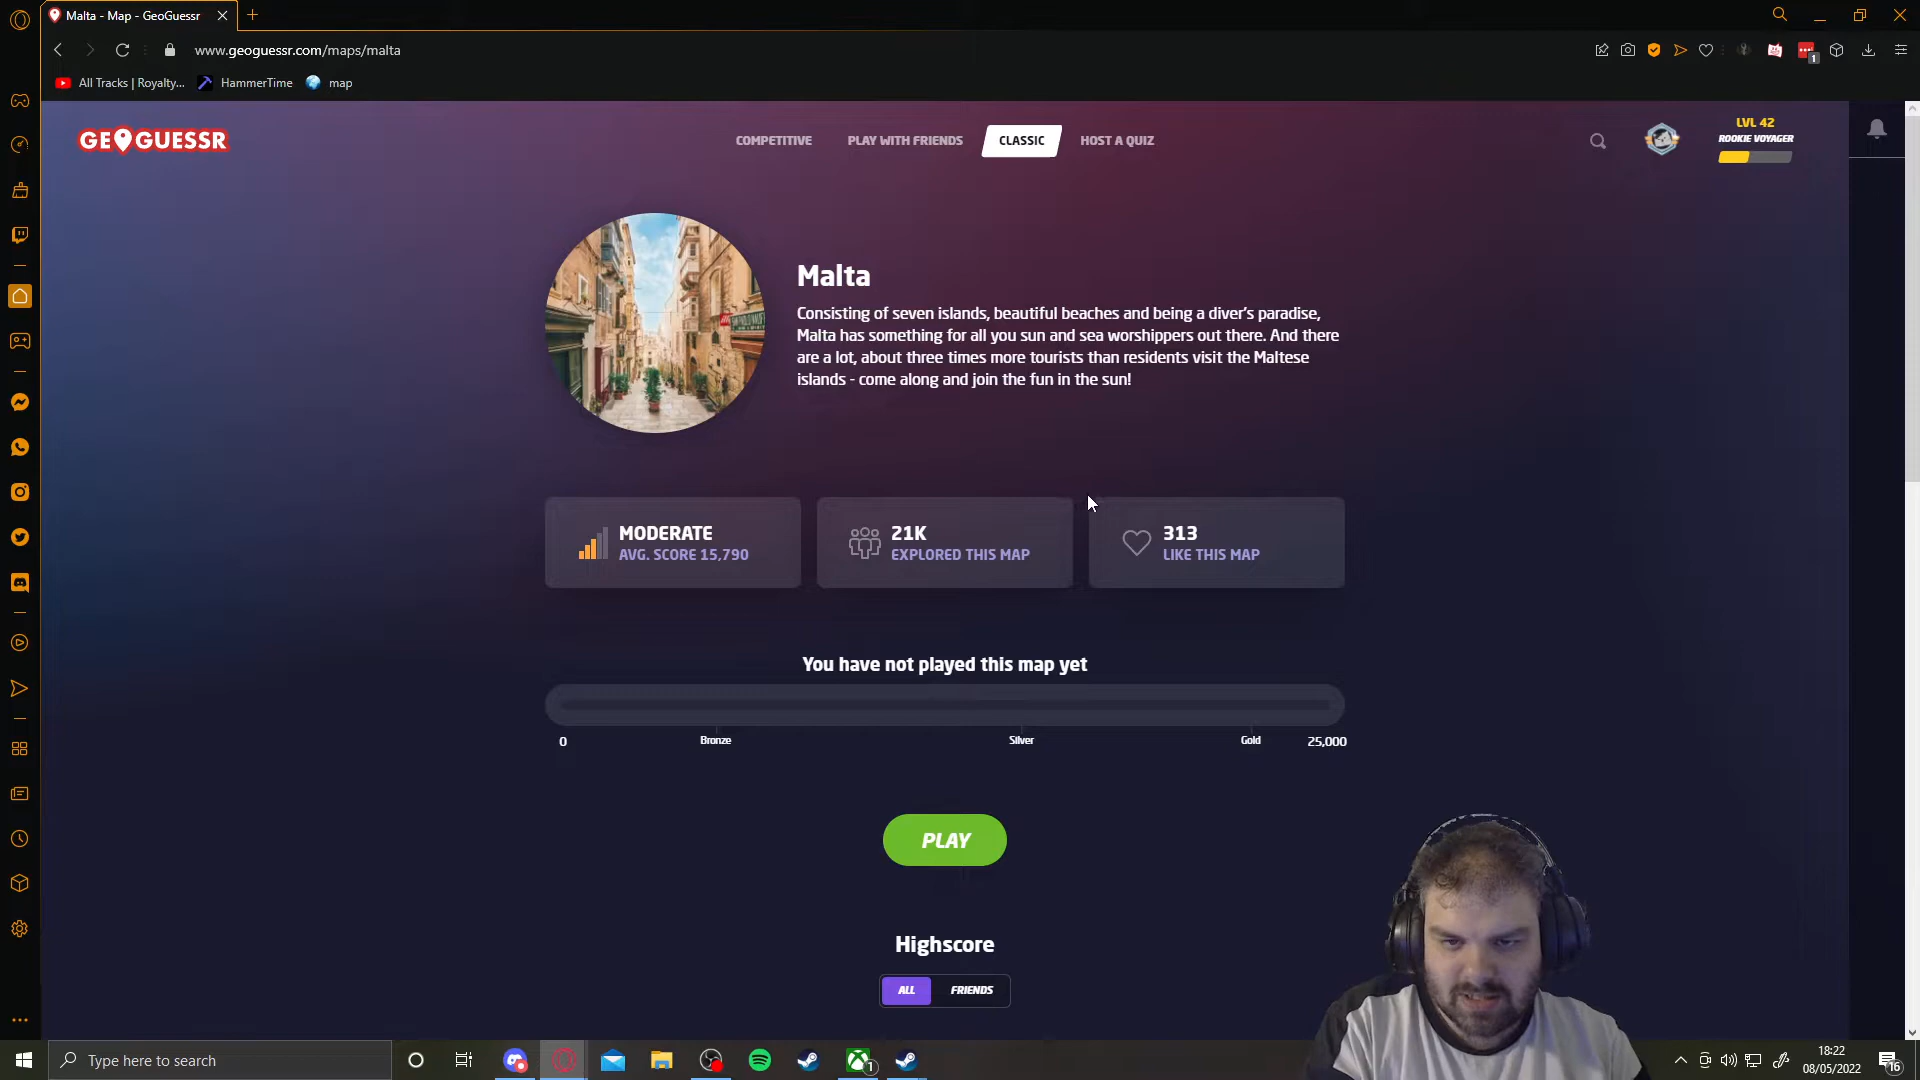 Malta - Map - GeoGuessr
www.geoguessr.com/maps/malta
1
All Tracks | Royalty...
HammerTime
map
GEOGUESSR
COMPETITIVE
PLAY WITH FRIENDS
CLASSIC
HOST A QUIZ
LVL 42
ROOKIE VOYAGER
Malta
Consisting of seven islands, beautiful beaches and being a diver's paradise,
Malta has something for all you sun and sea worshippers out there. And there
are a lot, about three times more tourists than residents visit the Maltese
islands - come along and join the fun in the sun!
MODERATE
AVG. SCORE 15,790
21K
EXPLORED THIS MAP
313
LIKE THIS MAP
You have not played this map yet
0
Bronze
Silver
Gold
25,000
PLAY
Highscore
ALL
FRIENDS
Type here to search
1
18:22
08/05/2022
16